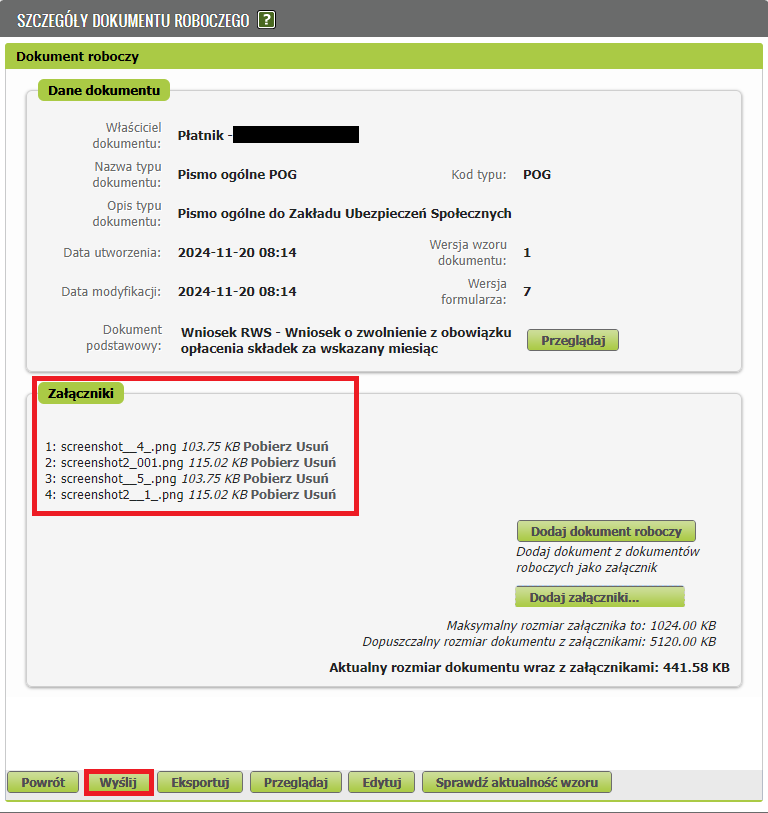 SZCZEGÓŁY DOKUMENTU ROBOCZEGO ?
Dokument roboczy
Dane dokumentu
Właściciel dokumentu: Płatnik -
Nazwa typu dokumentu: Pismo ogólne POG Kod typu: POG
Opis typu dokumentu: Pismo ogólne do Zakładu Ubezpieczeń Społecznych
Data utworzenia: 2024-11-20 08:14 Wersja wzoru dokumentu: 1
Data modyfikacji: 2024-11-20 08:14 Wersja formularza: 7
Dokument podstawowy: Wniosek RWS - Wniosek o zwolnienie z obowiązku opłacenia składek za wskazany miesiąc Przeglądaj
Załączniki
1: screenshot__4_.png 103.75 KB Pobierz Usuń
2: screenshot2_001.png 115.02 KB Pobierz Usuń
3: screenshot__5_.png 103.75 KB Pobierz Usuń
4: screenshot2__1_.png 115.02 KB Pobierz Usuń
Dodaj dokument roboczy
Dodaj dokument z dokumentów
roboczych jako załącznik
Dodaj załączniki...
Maksymalny rozmiar załącznika to: 1024.00 KB
Dopuszczalny rozmiar dokumentu z załącznikami: 5120.00 KB
Aktualny rozmiar dokumentu wraz z załącznikami: 441.58 KB
Powrót Wyślij Eksportuj Przeglądaj Edytuj Sprawdź aktualność wzoru